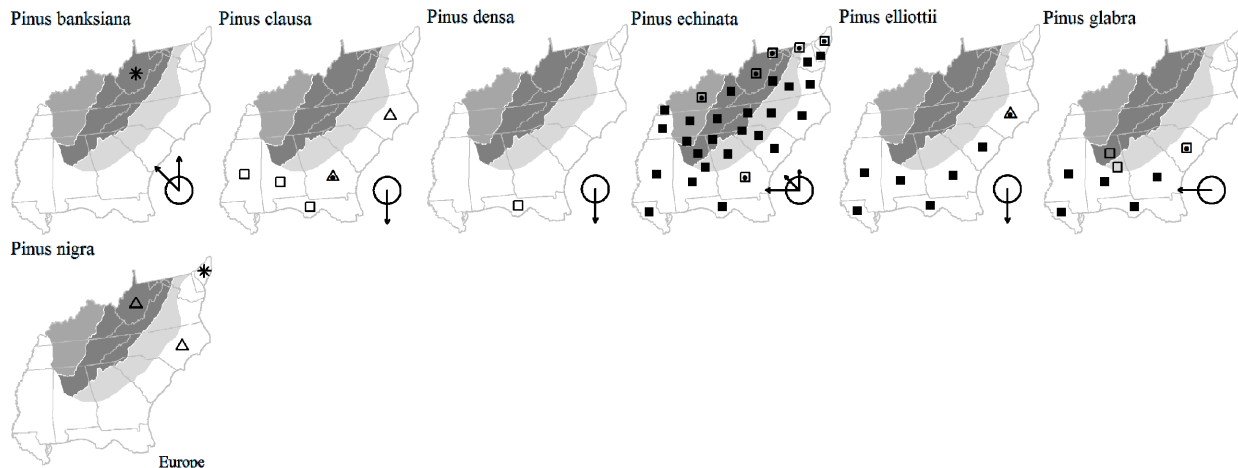 Pinus banksiana
Pinus clausa
Pinus densa
Pinus echinata
Pinus elliottii
Pinus glabra
Pinus nigra
Europe